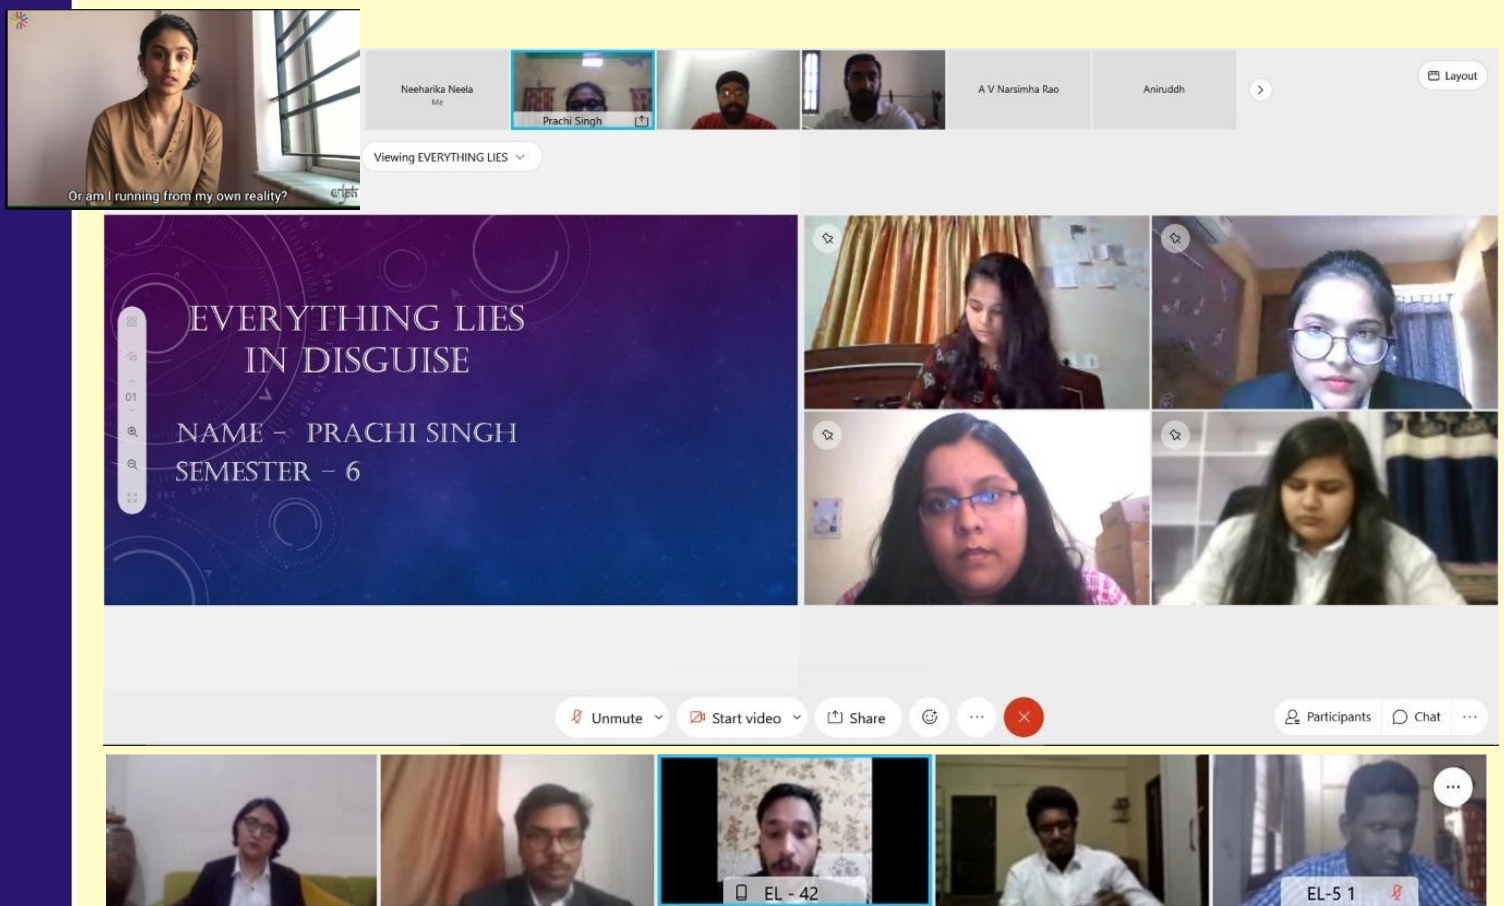 Or am I running from my own reality?
Neeharika Neela
Me
Prachi Singh
A V Narsimha Rao
Aniruddh
Layout
Viewing EVERYTHING LIES
EVERYTHING LIES
IN DISGUISE
NAME – PRACHI SINGH
SEMESTER – 6
01
Unmute
Start video
Share
Participants
Chat
EL - 42
EL-5 1